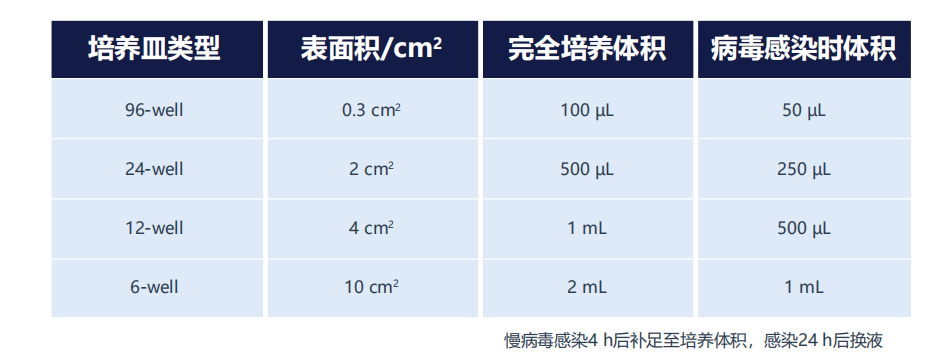 培养皿类型 表面积/cm² 完全培养体积 病毒感染时体积
96-well 0.3 cm² 100 μL 50 μL
24-well 2 cm² 500 μL 250 μL
12-well 4 cm² 1 mL 500 μL
6-well 10 cm² 2 mL 1 mL
慢病毒感染4 h后补足至培养体积，感染24 h后换液